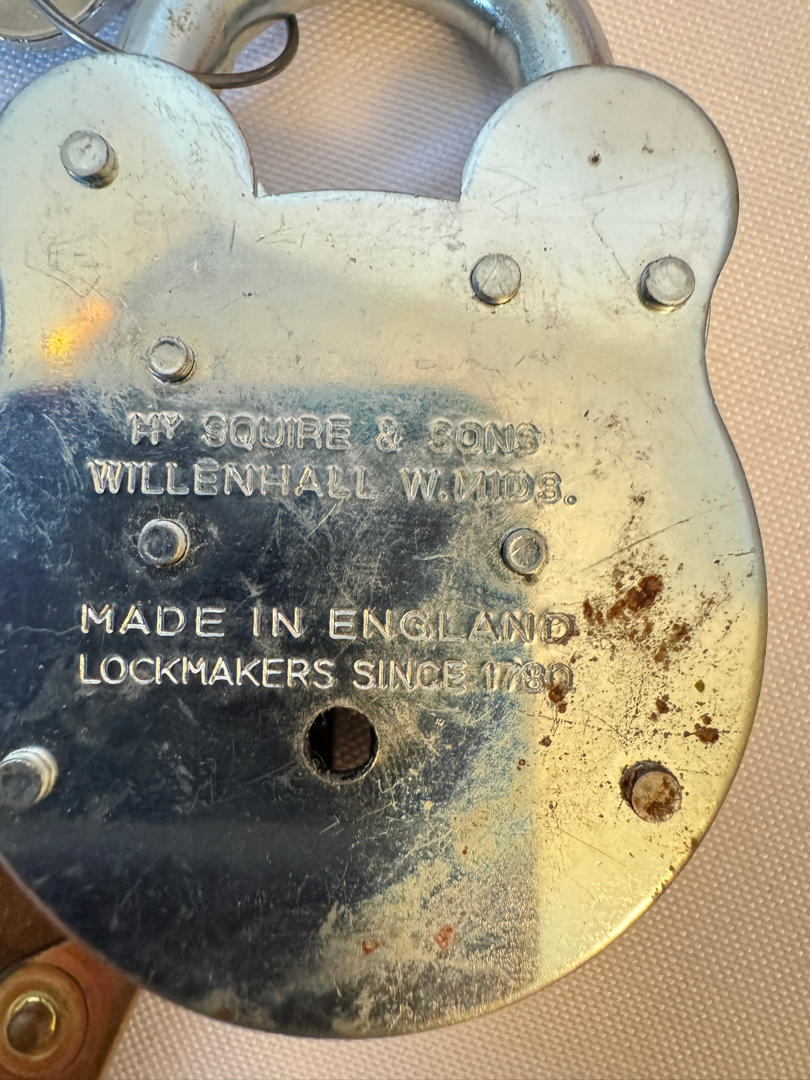 HY SQUIRE & SONS
WILLENHALL W.MIDS.
MADE IN ENGLAND
LOCKMAKERS SINCE 1780